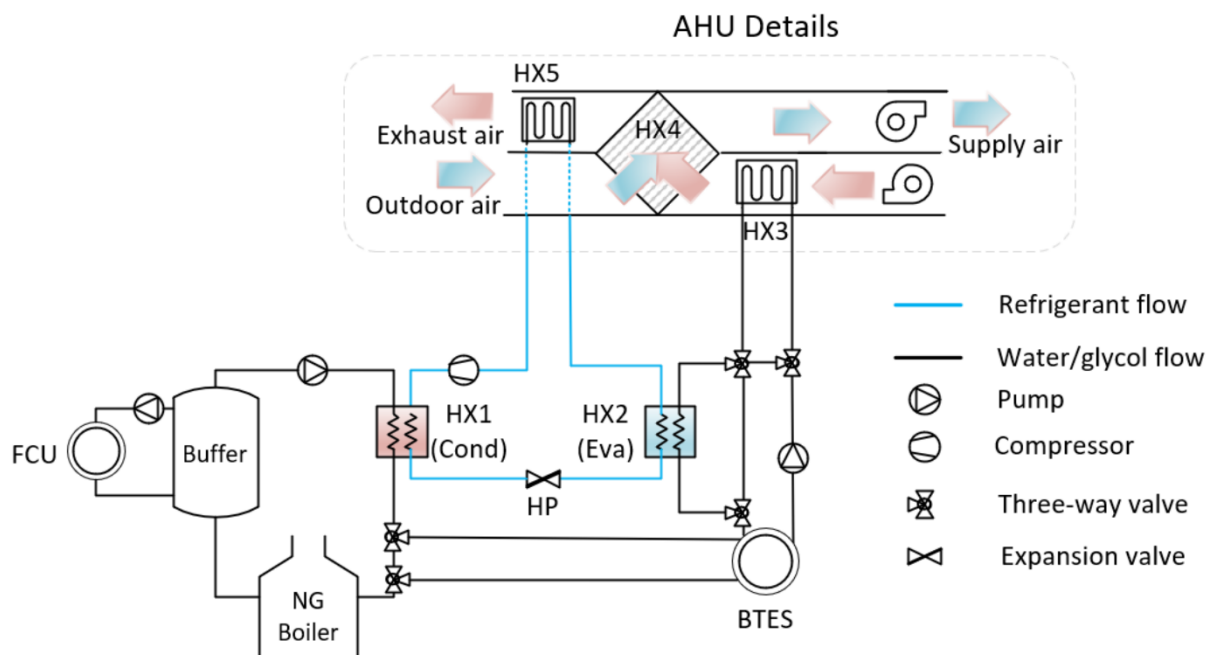 AHU Details
HX5
HX4
Exhaust air
Supply air
Outdoor air
HX3
Refrigerant flow
Water/glycol flow
Pump
Compressor
Three-way valve
Expansion valve
HX1
(Cond)
HX2
(Eva)
FCU
Buffer
HP
NG
Boiler
BTES